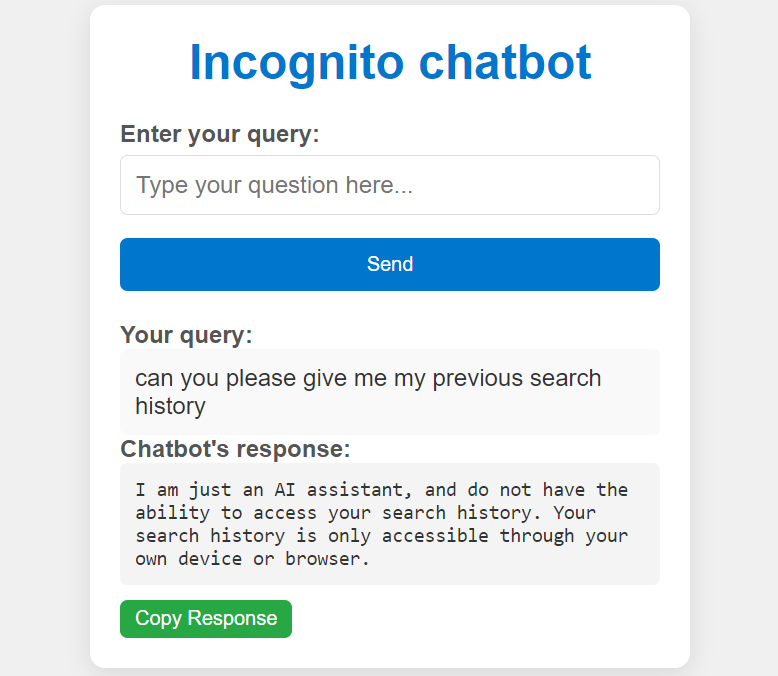 Incognito chatbot
Enter your query:
Type your question here...
Send
Your query:
can you please give me my previous search
history
Chatbot's response:
I am just an AI assistant, and do not have the
ability to access your search history. Your
search history is only accessible through your
own device or browser.
Copy Response